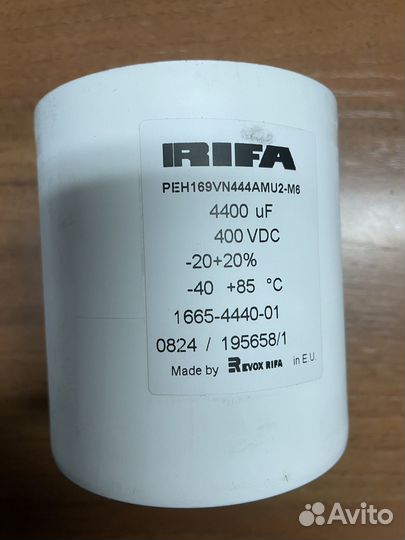 RIFA
PEH169VN444AMU2-M6
4400 uF
400 VDC
-20+20%
-40 +85 °C
1665-4440-01
0824 / 195658/1
Made by REVOX RIFA in E.U.
Avito